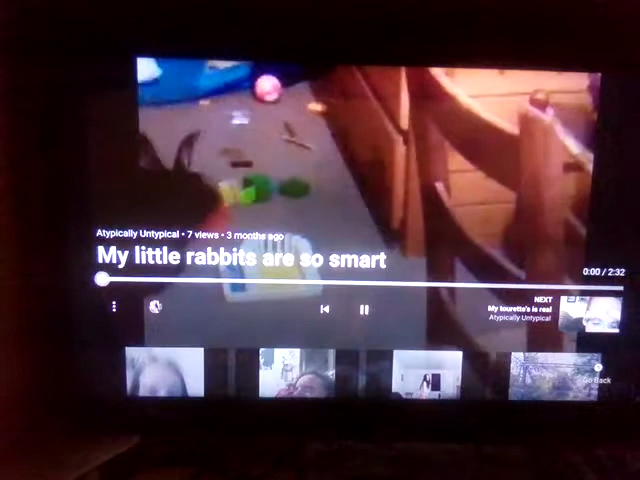 Atypically Untypical • 7 views • 3 months ago
My little rabbits are so smart
0:00 / 2:32
NEXT
My tourette's is real
Atypically Untypical
Go Back